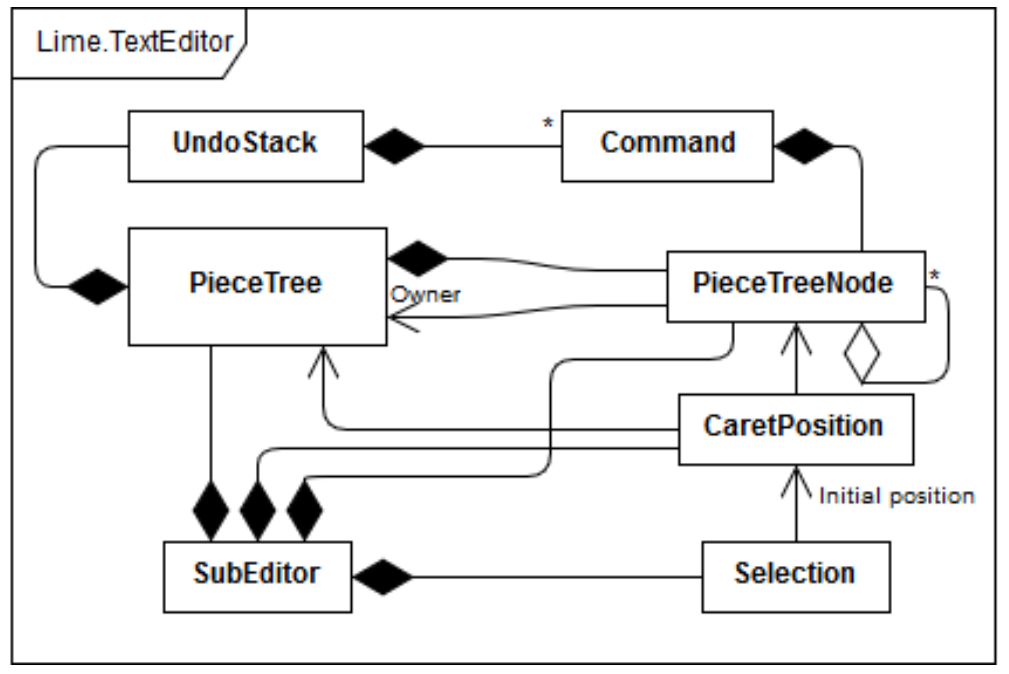 Lime.TextEditor
UndoStack
*
Command
PieceTree
Owner
PieceTreeNode
*
CaretPosition
Initial position
SubEditor
Selection